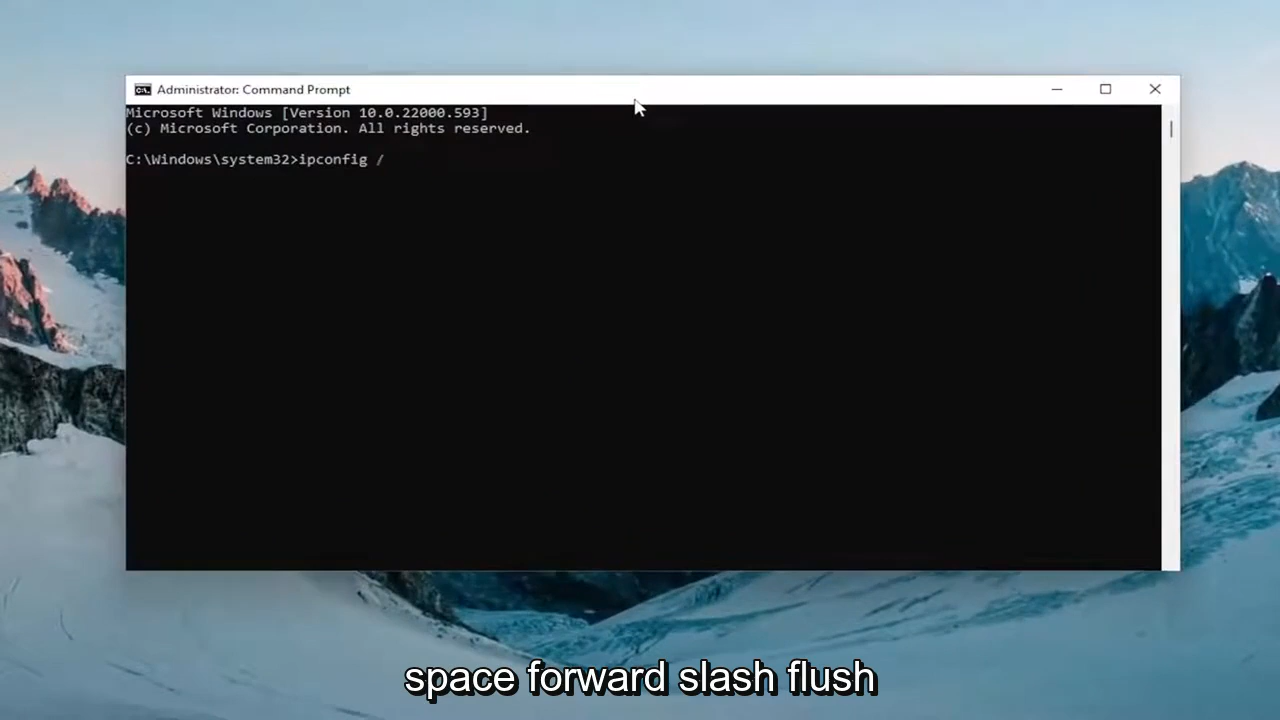 Administrator: Command Prompt
Microsoft Windows [Version 10.0.22000.593]
(c) Microsoft Corporation. All rights reserved.
C:\Windows\system32>ipconfig /
space forward slash flush